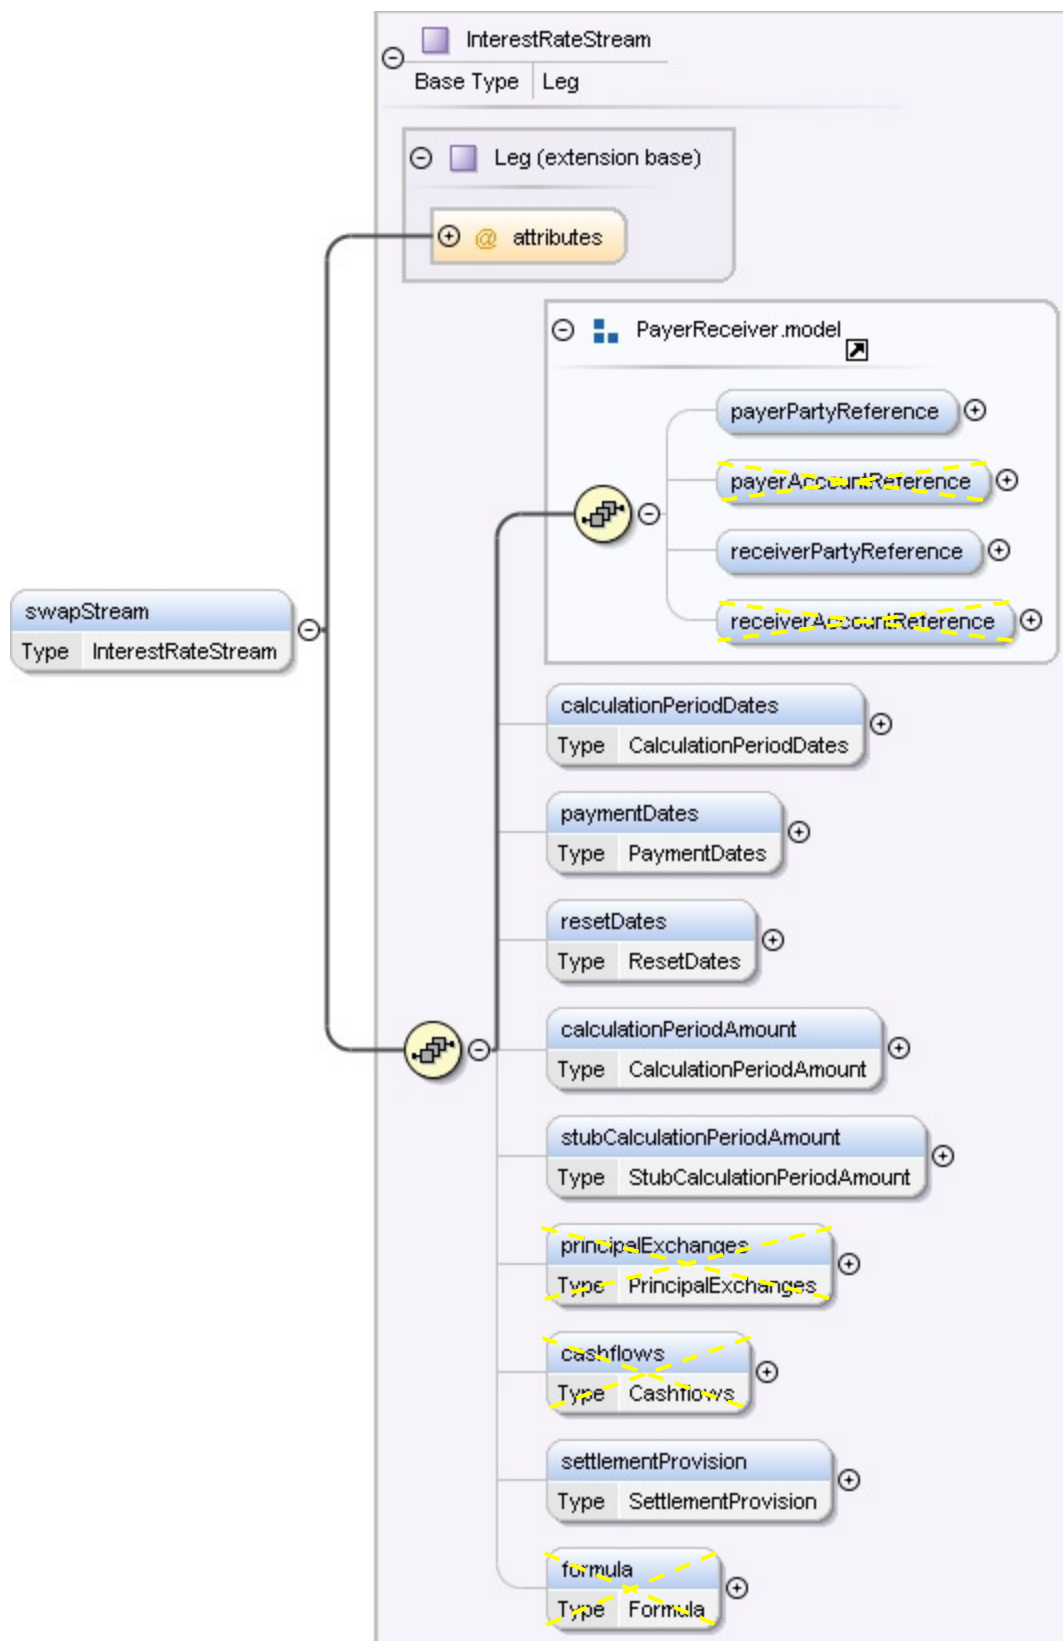 InterestRateStream
Base Type Leg
Leg (extension base)
@ attributes
PayerReceiver.model
payerPartyReference
payerAccountReference
receiverPartyReference
receiverAccountReference
swapStream
Type InterestRateStream
calculationPeriodDates
Type CalculationPeriodDates
paymentDates
Type PaymentDates
resetDates
Type ResetDates
calculationPeriodAmount
Type CalculationPeriodAmount
stubCalculationPeriodAmount
Type StubCalculationPeriodAmount
principalExchanges
Type PrincipalExchanges
cashflows
Type Cashflows
settlementProvision
Type SettlementProvision
formula
Type Formula